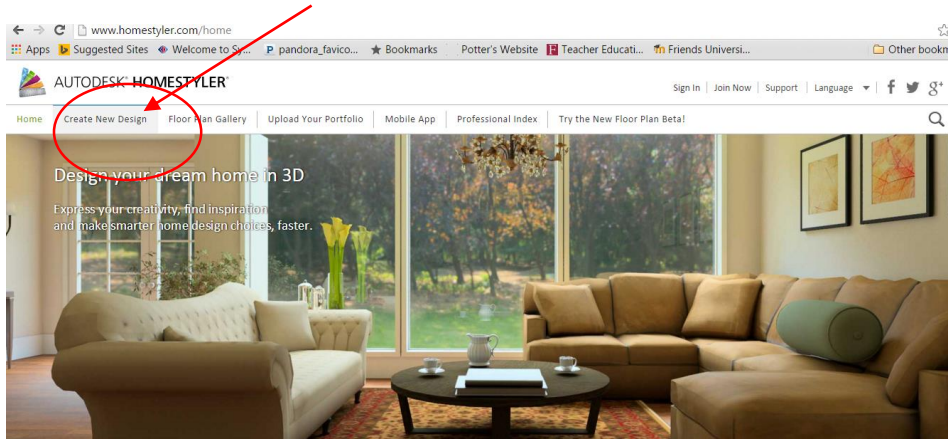 www.homestyler.com/home
Apps Suggested Sites Welcome to Sy... pandora_favico... Bookmarks Potter's Website Teacher Educati... Friends Universi... Other bookm
AUTODESK® HOMESTYLER®
Sign In | Join Now | Support | Language
Home Create New Design Floor Plan Gallery Upload Your Portfolio Mobile App Professional Index Try the New Floor Plan Beta!
Design your dream home in 3D
Express your creativity, find inspiration
and make smarter home design choices, faster.